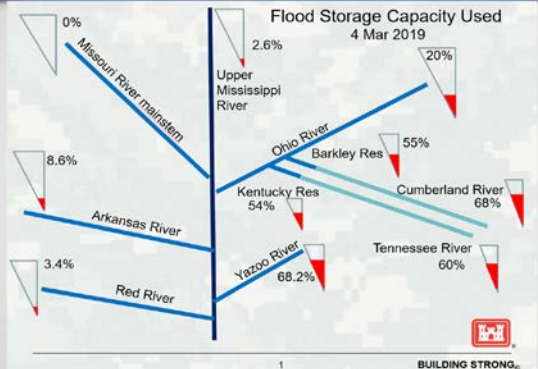 Flood Storage Capacity Used
4 Mar 2019
0%
Missouri River mainstem
2.6%
Upper
Mississippi
River
20%
Ohio River
Barkley Res
55%
8.6%
Kentucky Res
54%
Cumberland River
68%
Arkansas River
Tennessee River
60%
Yazoo River
68.2%
3.4%
Red River
1
BUILDING STRONG®